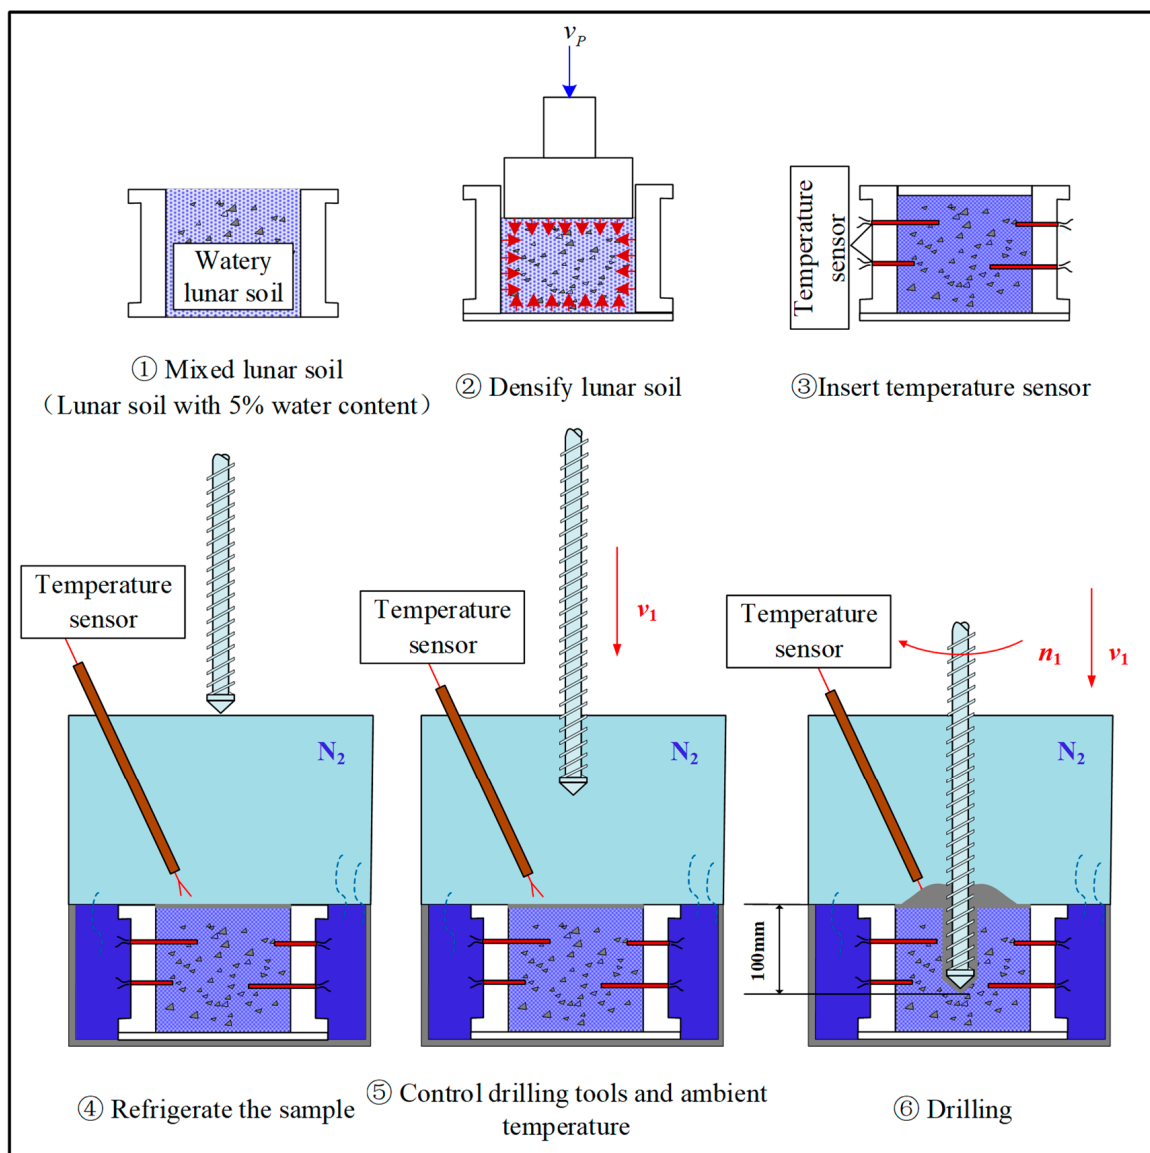 v_P
Watery
lunar soil
Temperature
sensor
① Mixed lunar soil
（Lunar soil with 5% water content）
② Densify lunar soil
③Insert temperature sensor
Temperature
sensor
N₂
Temperature
sensor
v₁
N₂
Temperature
sensor
n₁
v₁
N₂
100mm
④ Refrigerate the sample
⑤ Control drilling tools and ambient
temperature
⑥ Drilling